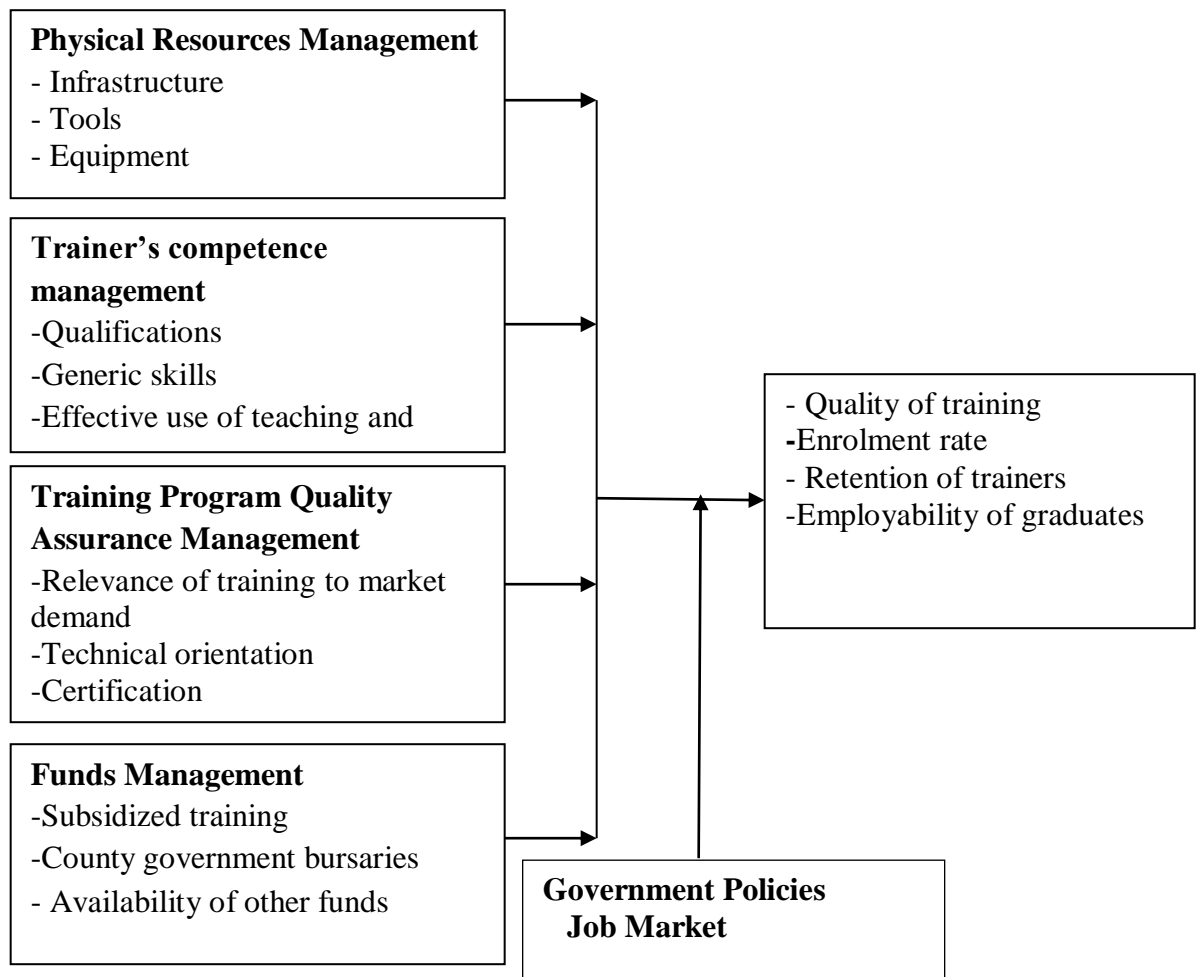 Physical Resources Management
- Infrastructure
- Tools
- Equipment
Trainer’s competence
management
-Qualifications
-Generic skills
-Effective use of teaching and
Training Program Quality
Assurance Management
-Relevance of training to market
demand
-Technical orientation
-Certification
Funds Management
-Subsidized training
-County government bursaries
- Availability of other funds
- Quality of training
-Enrolment rate
- Retention of trainers
-Employability of graduates
Government Policies
Job Market